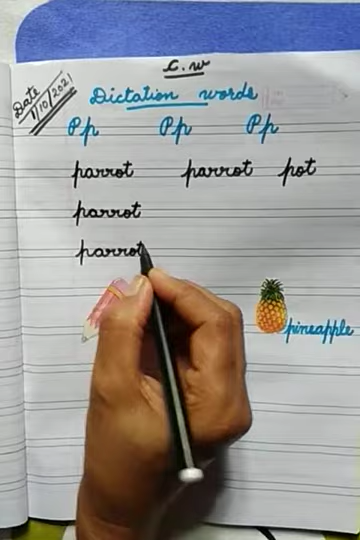 C.W
Date 1/10/2021
Dictation words
Pp Pp Pp
parrot parrot pot
parrot
parrot
pineapple